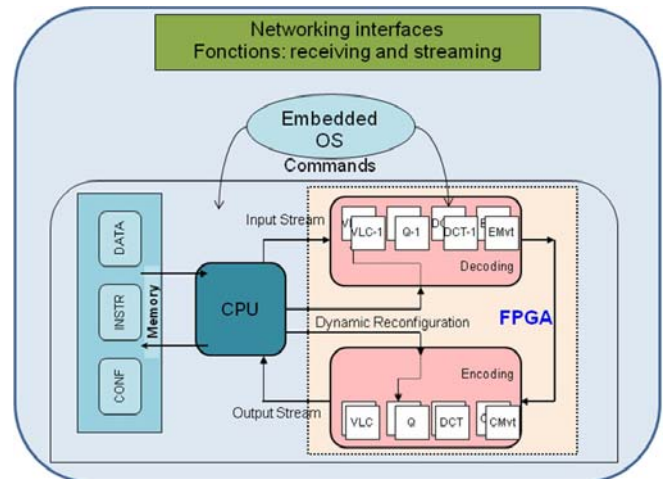 Networking interfaces
Fonctions: receiving and streaming
Embedded
OS
Commands
DATA
INSTR
CONF
Memory
CPU
Input Stream
VLC-1
Q-1
DCT-1
EMvt
Decoding
Dynamic Reconfiguration
FPGA
Encoding
Output Stream
VLC
Q
DCT
CMvt